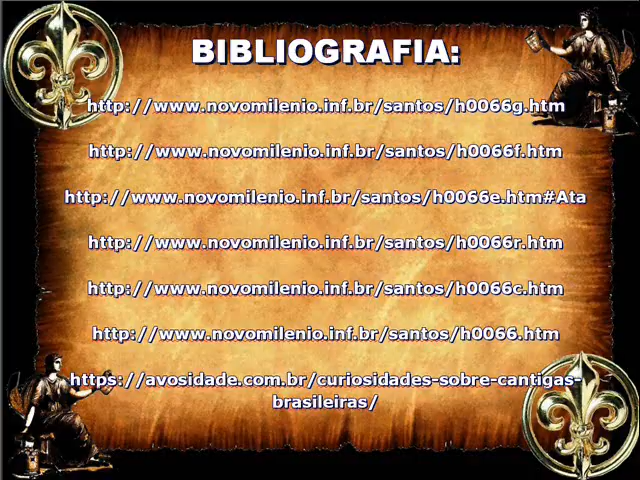 BIBLIOGRAFIA:
http://www.novomilenio.inf.br/santos/h0066g.htm
http://www.novomilenio.inf.br/santos/h0066f.htm
http://www.novomilenio.inf.br/santos/h0066e.htm#Ata
http://www.novomilenio.inf.br/santos/h0066r.htm
http://www.novomilenio.inf.br/santos/h0066c.htm
http://www.novomilenio.inf.br/santos/h0066.htm
https://avosidade.com.br/curiosidades-sobre-cantigas-
brasileiras/